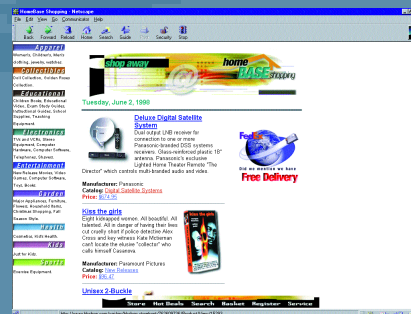 HomeBase Shopping - Netscape
File Edit View Go Communicator Help
Back Forward Reload Home Search Guide Print Security Stop
shop away
home
BASE shopping
Apparel
Women's, Children's, Men's
clothing, jewelry, watches
Collectibles
Doll Collection, Golden Roses
Collection
Educational
Children Books, Educational
Video, Exam Study Guides,
Instructional Guides, School
Supplies, Teaching
Equipment
Electronics
TVs and VCRs, Stereo
Equipment, Computer
Hardware, Computer Software,
Telephones, Shavers
Entertainment
New Release Movies, Video
Games, Computer Software,
Toys, Books
Garden
Major Appliances, Furniture,
Flowers, Household Items,
Christmas Shopping, Fall
Season Style
Health
Cosmetics, Kid's Health
Kids
Just for Kids
Sports
Exercise Equipment
Tuesday, June 2, 1998
Deluxe Digital Satellite
System
Dual output LNB receiver for
connection to one or more
Panasonic-branded DSS systems
receivers. Glass-reinforced plastic 18"
antenna. Panasonic's exclusive
Lighted Home Theater Remote "The
Director" which controls multi-branded audio and video.
Manufacturer: Panasonic
Catalog: Digital Satellite Systems
Price: $674.95
FedEx
Did we mention we have
Free Delivery
Kiss the girls
Eight kidnapped women. All beautiful. All
talented. All in danger of having their lives
cut cruelly short if police detective Alex
Cross and key witness Kate Mctiernan
can't locate the elusive "collector" who
calls himself Casanova.
Manufacturer: Paramount Pictures
Catalog: New Releases
Price: $96.47
Unisex 2-Buckle
Store Hot Deals Search Basket Register Service